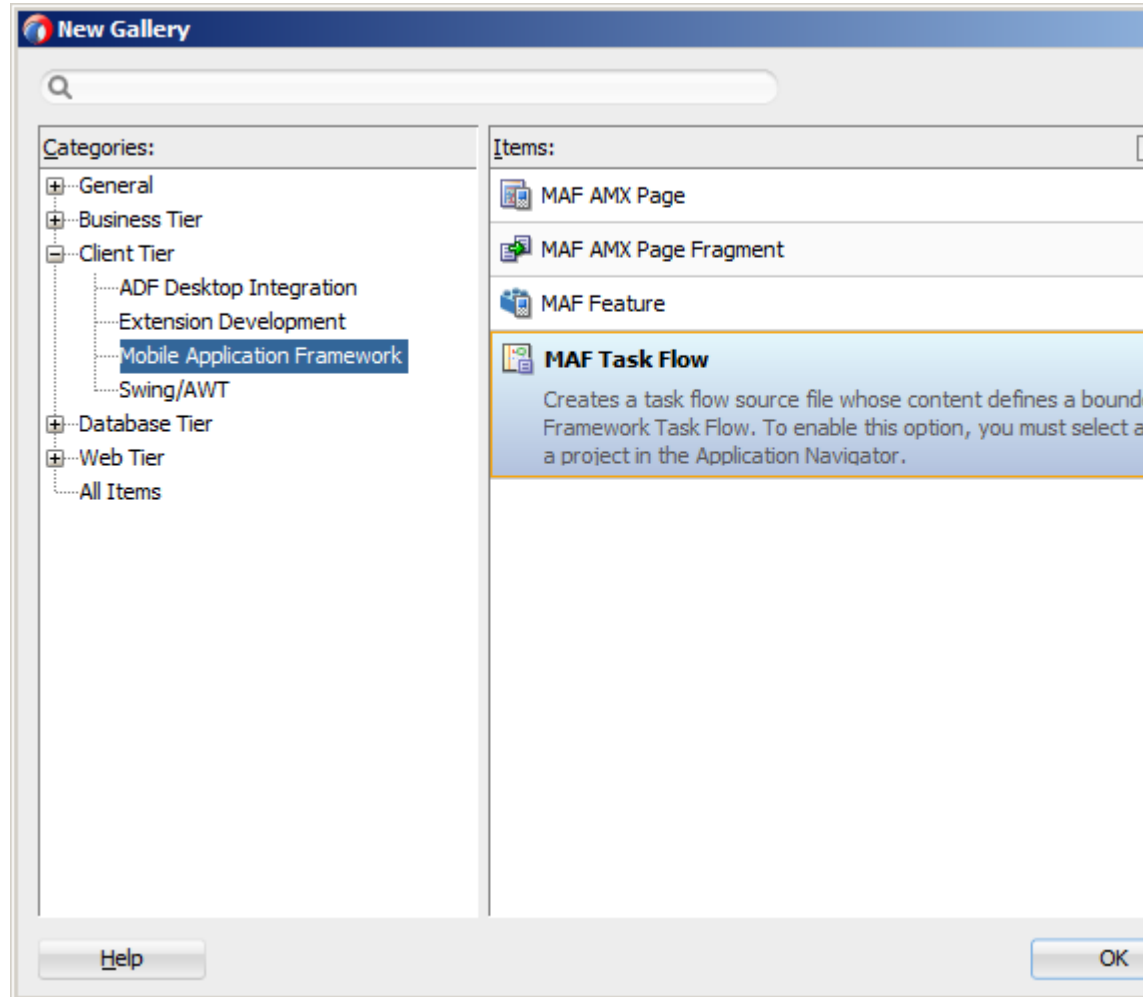 New Gallery
Categories:
General
Business Tier
Client Tier
ADF Desktop Integration
Extension Development
Mobile Application Framework
Swing/AWT
Database Tier
Web Tier
All Items
Items:
MAF AMX Page
MAF AMX Page Fragment
MAF Feature
MAF Task Flow
Creates a task flow source file whose content defines a bound
Framework Task Flow. To enable this option, you must select a
a project in the Application Navigator.
Help
OK